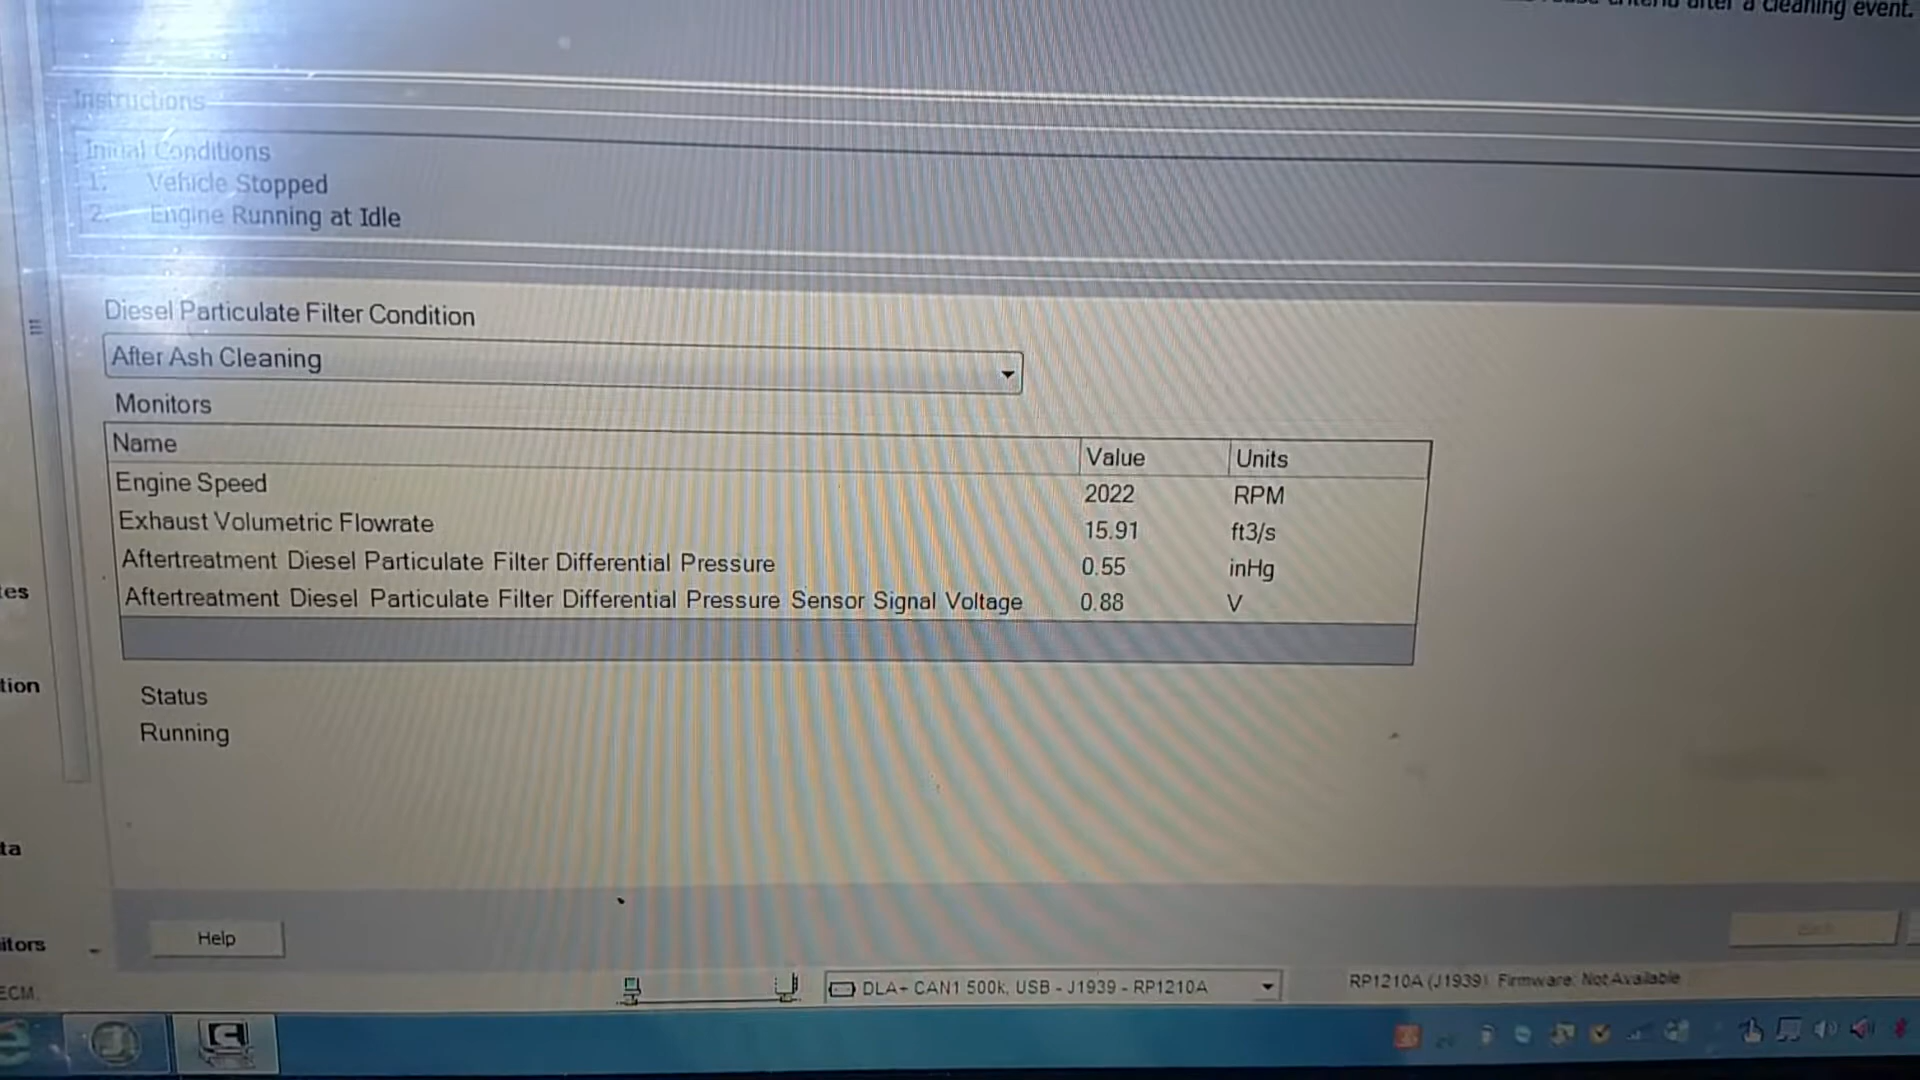 criteria after a cleaning event.
Instructions
Initial Conditions
1. Vehicle Stopped
2. Engine Running at Idle
Diesel Particulate Filter Condition
After Ash Cleaning
Monitors
Name Value Units
Engine Speed 2022 RPM
Exhaust Volumetric Flowrate 15.91 ft3/s
Aftertreatment Diesel Particulate Filter Differential Pressure 0.55 inHg
Aftertreatment Diesel Particulate Filter Differential Pressure Sensor Signal Voltage 0.88 V
tes
tion
Status
Running
ta
itors
Help
ECM.
DLA+ CAN1 500k, USB - J1939 - RP1210A
RP1210A (J1939) Firmware: Not Available